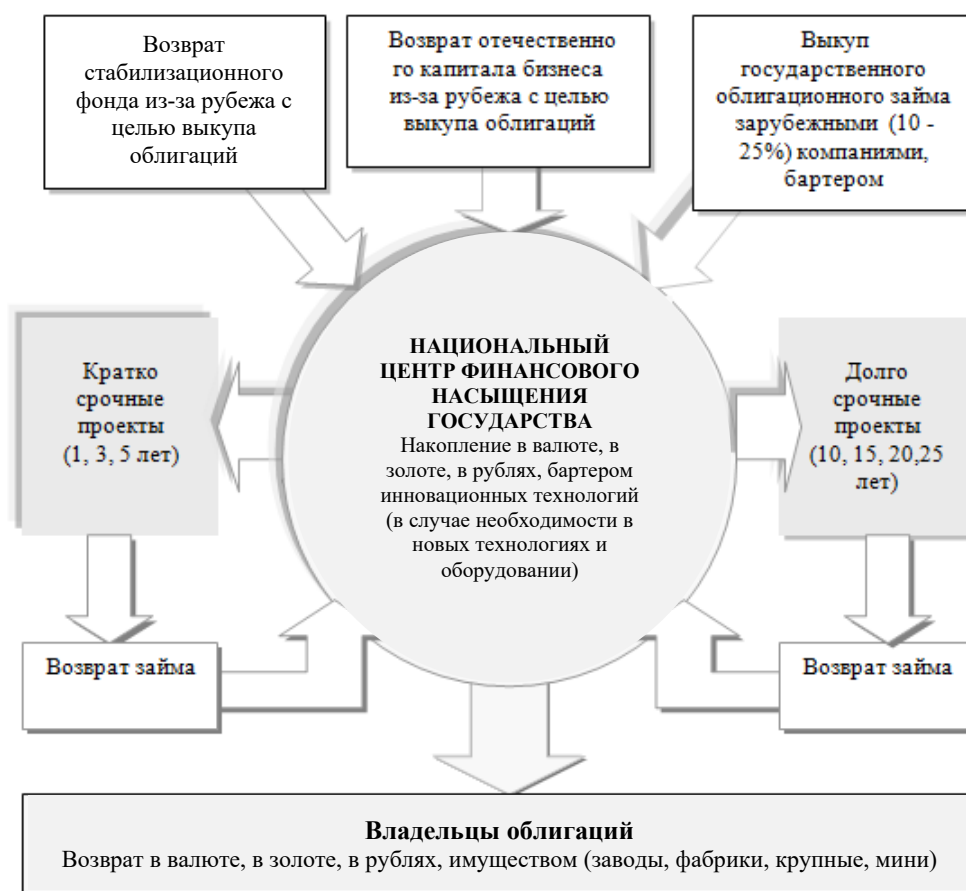 Возврат
стабилизационного
фонда из-за рубежа с
целью выкупа
облигаций
Возврат отечественно
го капитала бизнеса
из-за рубежа с целью
выкупа облигаций
Выкуп
государственного
облигационного займа
зарубежными (10 -
25%) компаниями,
бартером
НАЦИОНАЛЬНЫЙ
ЦЕНТР ФИНАНСОВОГО
НАСЫЩЕНИЯ
ГОСУДАРСТВА
Накопление в валюте, в
золоте, в рублях, бартером
инновационных технологий
(в случае необходимости в
новых технологиях и
оборудовании)
Кратко
срочные
проекты
(1, 3, 5 лет)
Долго
срочные
проекты
(10, 15, 20,25
лет)
Возврат займа
Возврат займа
Владельцы облигаций
Возврат в валюте, в золоте, в рублях, имуществом (заводы, фабрики, крупные, мини)